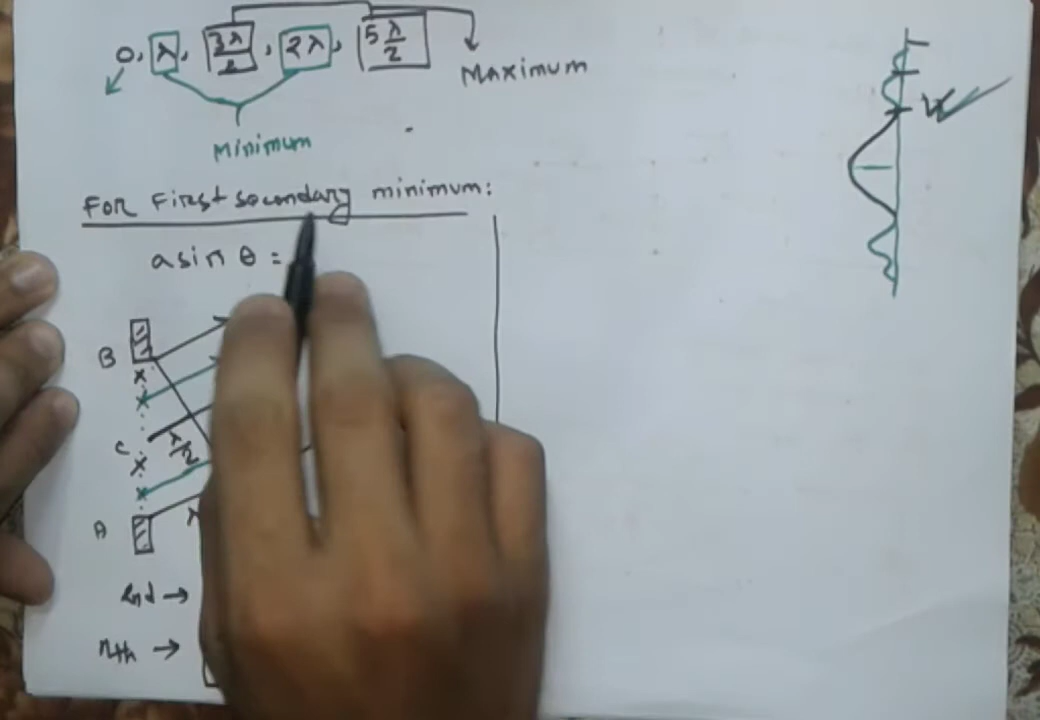 0, λ, 3λ/2, 2λ, 5λ/2
Maximum
Minimum
For First secondary minimum:
a sin θ =
B
C
λ/2
A
λ
2nd →
nth →